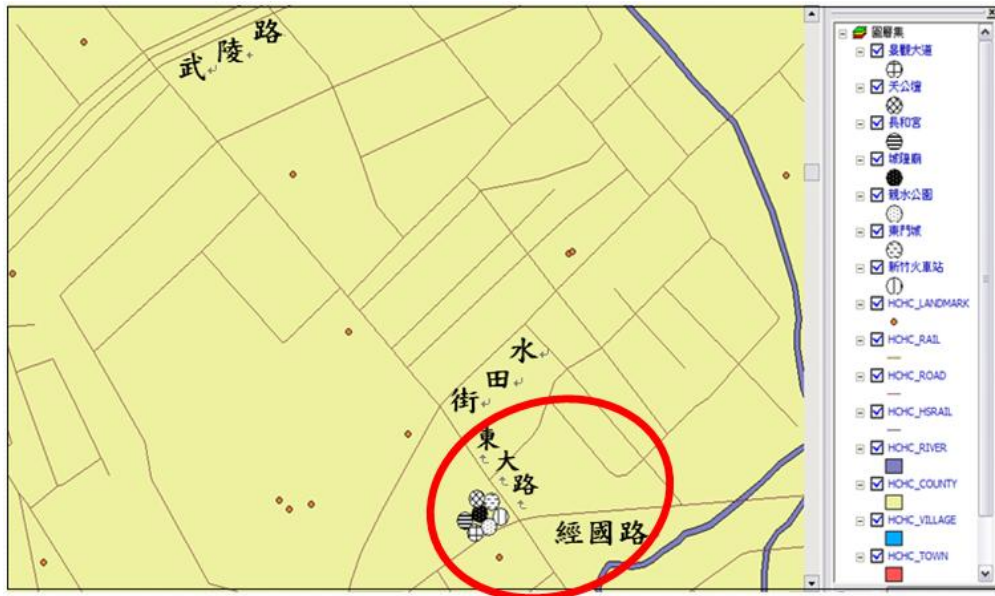 武陵路
水田街
東大路
經國路
圖層集
景觀大道
天公壇
長和宮
城隍廟
親水公園
東門城
新竹火車站
HCHC_LANDMARK
HCHC_RAIL
HCHC_ROAD
HCHC_HSRAIL
HCHC_RIVER
HCHC_COUNTY
HCHC_VILLAGE
HCHC_TOWN